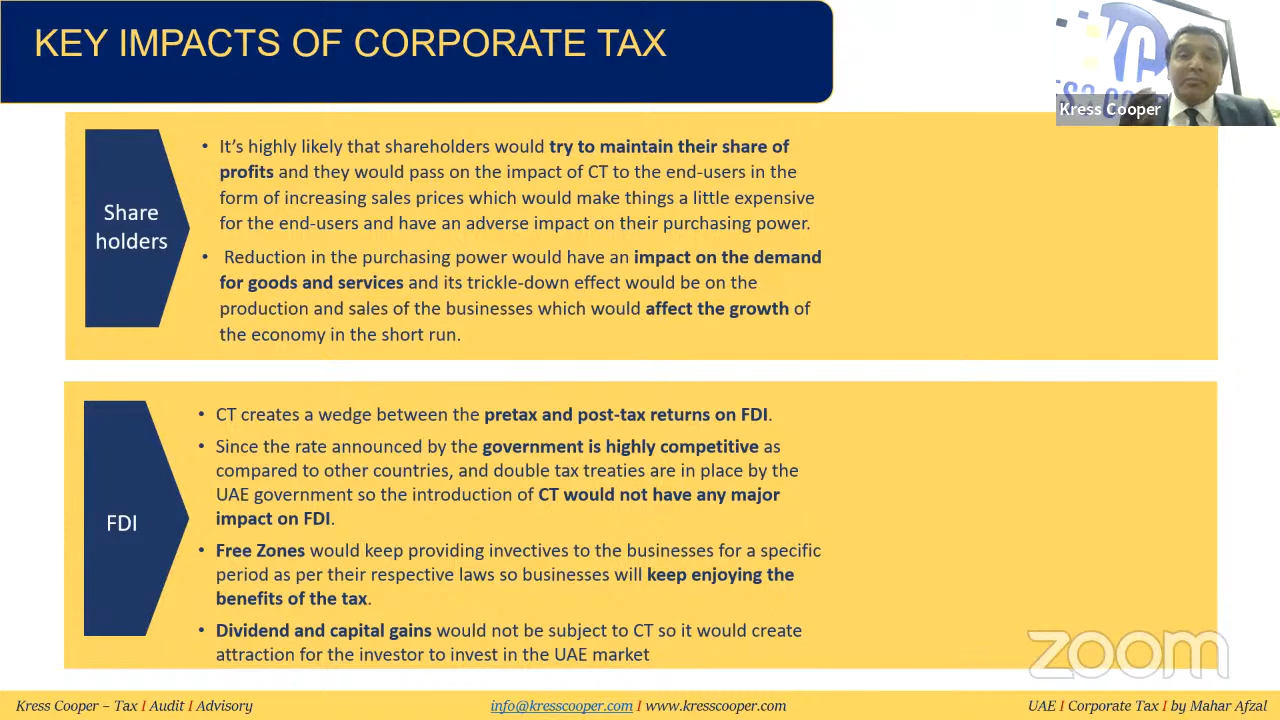 KEY IMPACTS OF CORPORATE TAX
Kress Cooper
Share
holders
• It’s highly likely that shareholders would try to maintain their share of
profits and they would pass on the impact of CT to the end-users in the
form of increasing sales prices which would make things a little expensive
for the end-users and have an adverse impact on their purchasing power.
• Reduction in the purchasing power would have an impact on the demand
for goods and services and its trickle-down effect would be on the
production and sales of the businesses which would affect the growth of
the economy in the short run.
FDI
• CT creates a wedge between the pretax and post-tax returns on FDI.
• Since the rate announced by the government is highly competitive as
compared to other countries, and double tax treaties are in place by the
UAE government so the introduction of CT would not have any major
impact on FDI.
• Free Zones would keep providing invectives to the businesses for a specific
period as per their respective laws so businesses will keep enjoying the
benefits of the tax.
• Dividend and capital gains would not be subject to CT so it would create
attraction for the investor to invest in the UAE market
zoom
Kress Cooper – Tax I Audit I Advisory
info@kresscooper.com I www.kresscooper.com
UAE I Corporate Tax I by Mahar Afzal